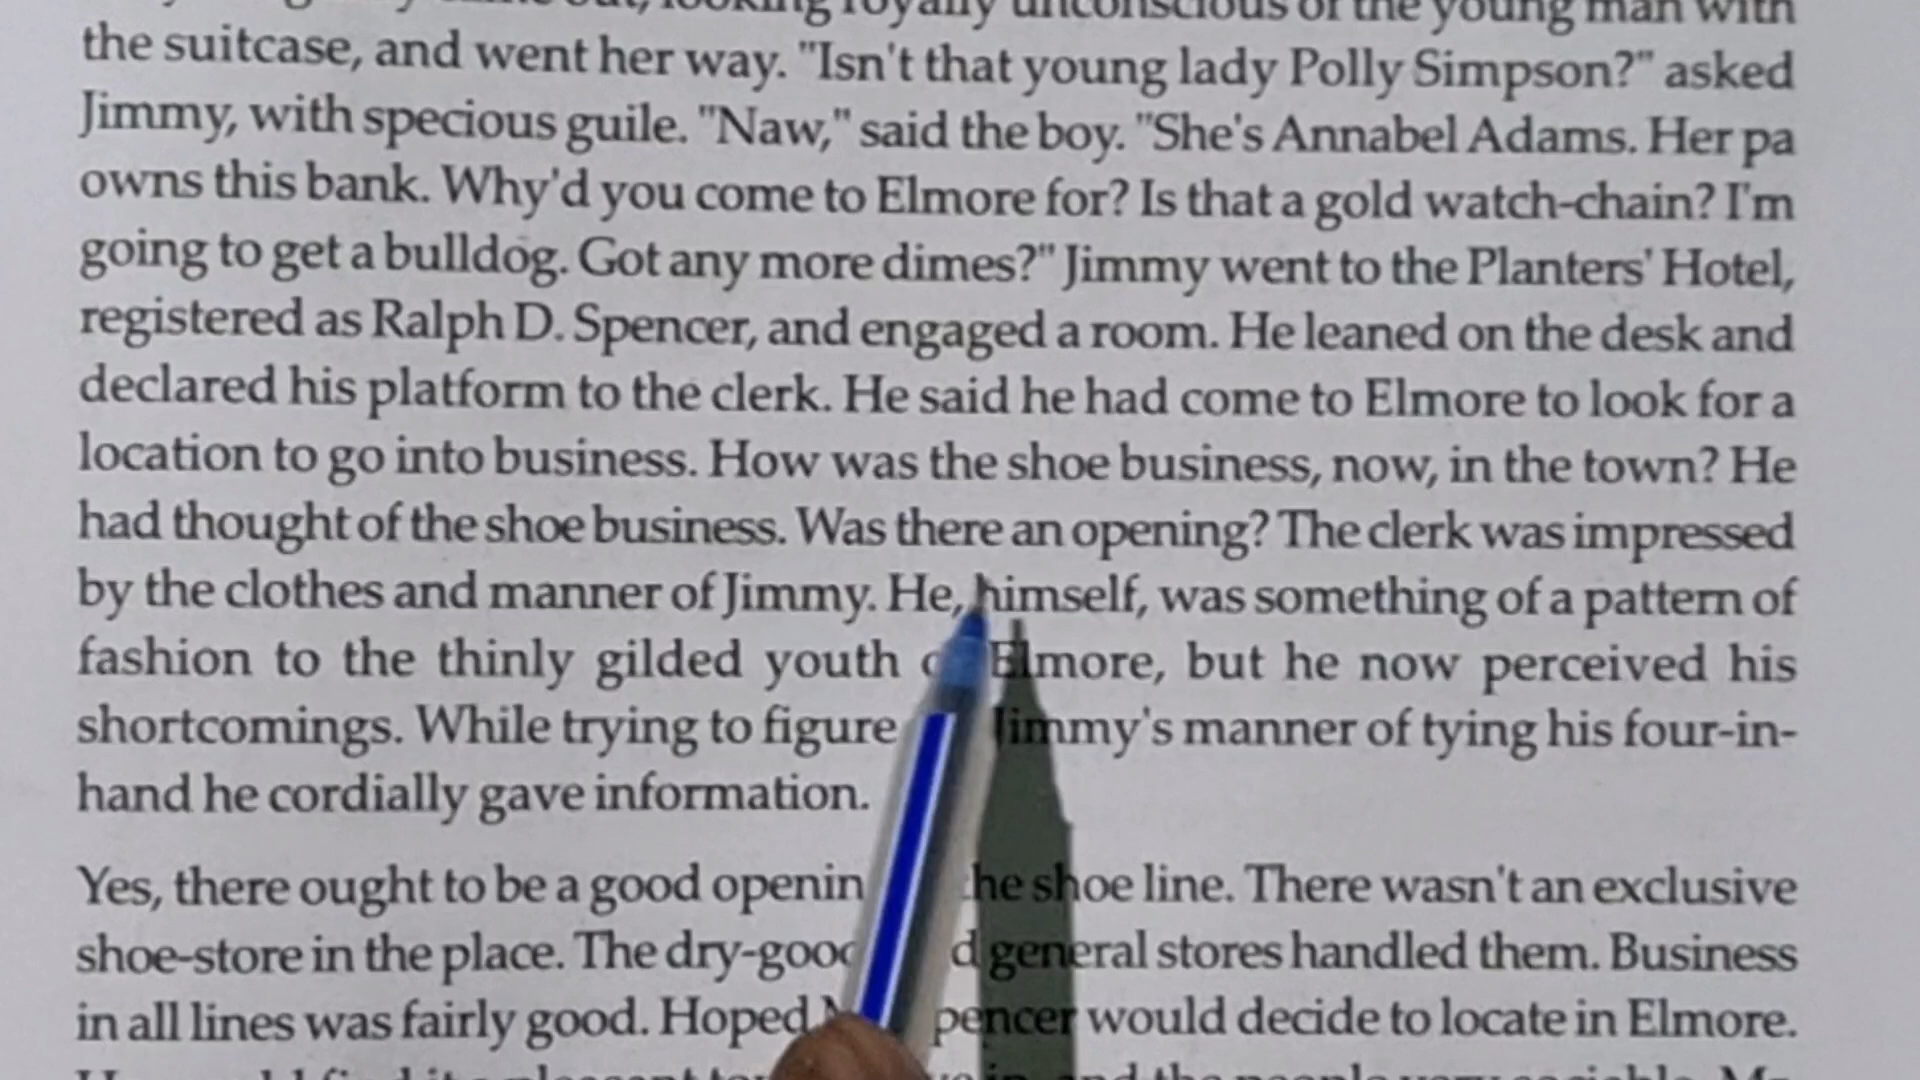 looking royally unconscious of the young man with
the suitcase, and went her way. "Isn't that young lady Polly Simpson?" asked
Jimmy, with specious guile. "Naw," said the boy. "She's Annabel Adams. Her pa
owns this bank. Why'd you come to Elmore for? Is that a gold watch-chain? I'm
going to get a bulldog. Got any more dimes?" Jimmy went to the Planters' Hotel,
registered as Ralph D. Spencer, and engaged a room. He leaned on the desk and
declared his platform to the clerk. He said he had come to Elmore to look for a
location to go into business. How was the shoe business, now, in the town? He
had thought of the shoe business. Was there an opening? The clerk was impressed
by the clothes and manner of Jimmy. He, himself, was something of a pattern of
fashion to the thinly gilded youth Elmore, but he now perceived his
shortcomings. While trying to figure Jimmy's manner of tying his four-in-
hand he cordially gave information.
Yes, there ought to be a good the shoe line. There wasn't an exclusive
shoe-store in the place. The general stores handled them. Business
in all lines was fairly good. Hoped would decide to locate in Elmore.